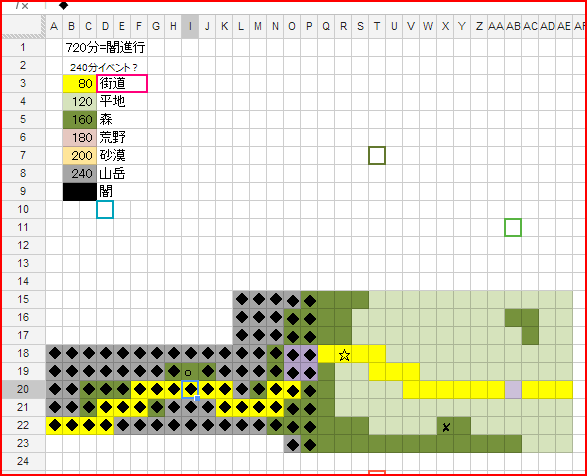 ◆
A B C D E F G H I J K L M N O P Q R S T U V W X Y Z AA AB AC AD AE
1 720分=闇進行
2 240分イベント?
3 80 街道
4 120 平地
5 160 森
6 180 荒野
7 200 砂漠
8 240 山岳
9 闇
10
11
12
13
14
15 ◆ ◆ ◆ ◆ ◆
16 ◆ ◆ ◆ ◆ ◆
17 ◆ ◆ ◆ ◆ ◆
18 ◆ ◆ ◆ ◆ ◆ ◆ ◆ ◆ ◆ ◆ ◆ ◆ ◆ ◆ ◆ ◆ ☆
19 ◆ ◆ ◆ ◆ ◆ ◆ ◆ ◆ ○ ◆ ◆ ◆ ◆ ◆ ◆ ◆
20 ◆ ◆ ◆ ◆ ◆ ◆ ◆ ◆ ◆ ◆ ◆ ◆ ◆ ◆ ◆ ◆
21 ◆ ◆ ◆ ◆ ◆ ◆ ◆ ◆ ◆ ◆ ◆ ◆ ◆ ◆ ◆ ◆
22 ◆ ◆ ◆ ◆ ◆ ◆ ◆ ◆ ◆ ◆ ◆ ◆ ◆ ◆ ◆ ◆ ✘
23 ◆ ◆
24